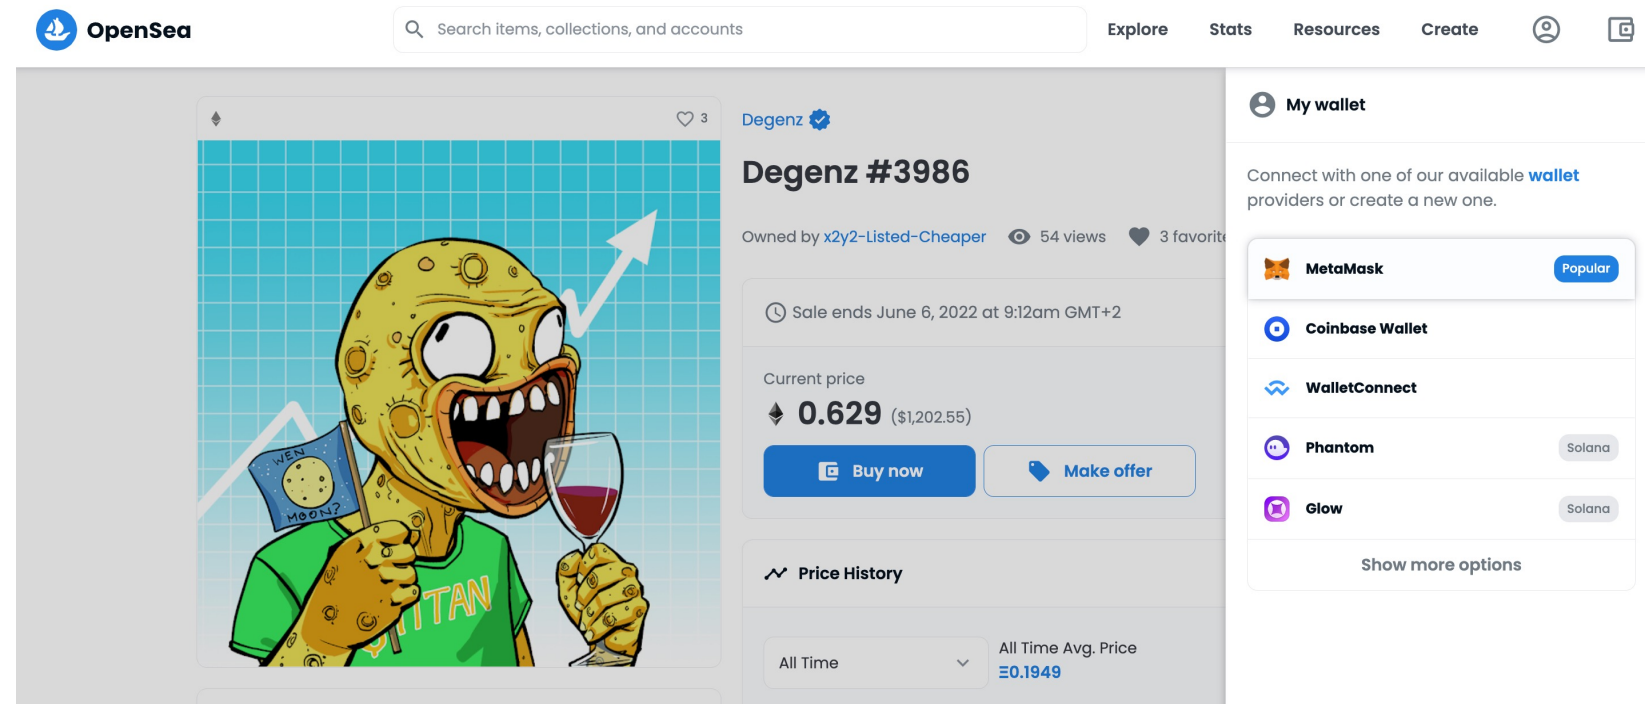 OpenSea
Search items, collections, and accounts
Explore
Stats
Resources
Create
3
Degenz
Degenz #3986
Owned by x2y2-Listed-Cheaper
54 views
3 favorite
Sale ends June 6, 2022 at 9:12am GMT+2
Current price
0.629 ($1,202.55)
Buy now
Make offer
Price History
All Time
All Time Avg. Price
Ξ0.1949
WEN
MOON?
TITAN
My wallet
Connect with one of our available wallet
providers or create a new one.
MetaMask
Popular
Coinbase Wallet
WalletConnect
Phantom
Solana
Glow
Solana
Show more options